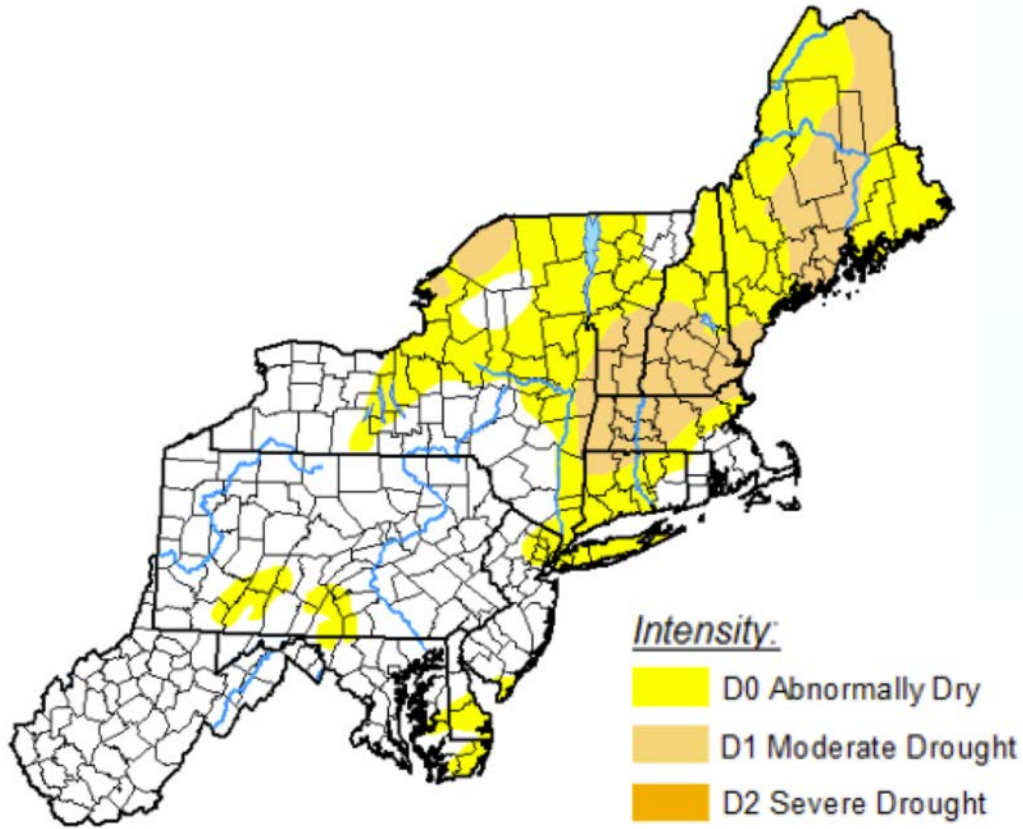 Intensity:
D0 Abnormally Dry
D1 Moderate Drought
D2 Severe Drought